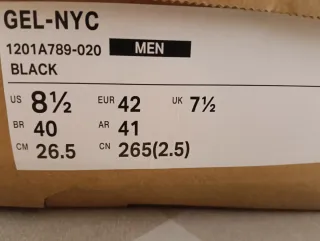 GEL-NYC
1201A789-020 MEN
BLACK
US 8½ EUR 42 UK 7½
BR 40 AR 41
CM 26.5 CN 265(2.5)